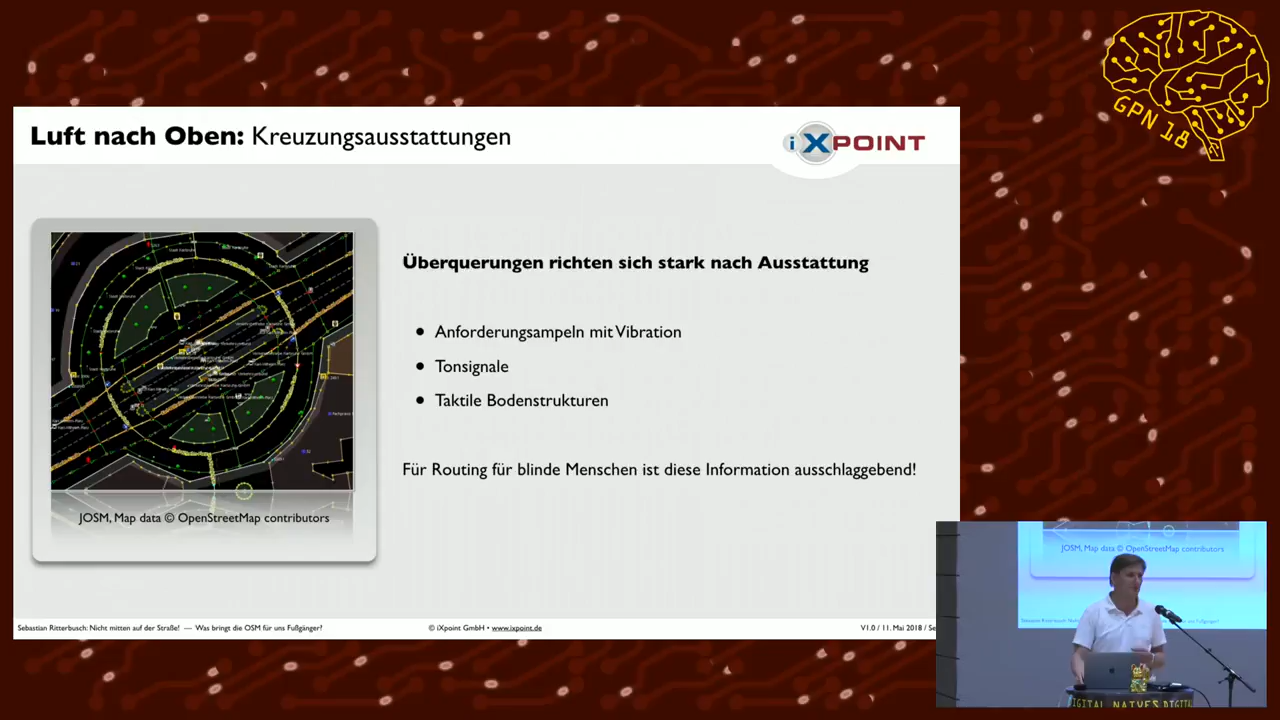 GPN 18
Luft nach Oben: Kreuzungsausstattungen
iXPOINT
Überquerungen richten sich stark nach Ausstattung
• Anforderungsampeln mit Vibration
• Tonsignale
• Taktile Bodenstrukturen
Für Routing für blinde Menschen ist diese Information ausschlaggebend!
JOSM, Map data © OpenStreetMap contributors
JOSM, Map data © OpenStreetMap contributors
Sebastian Ritterbusch: Nicht mitten auf der Straße! — Was bringt die OSM für uns Fußgänger?
© iXpoint GmbH • www.ixpoint.de
V1.0 / 11. Mai 2018 / Se
DIGITAL NATIVES DIGIT